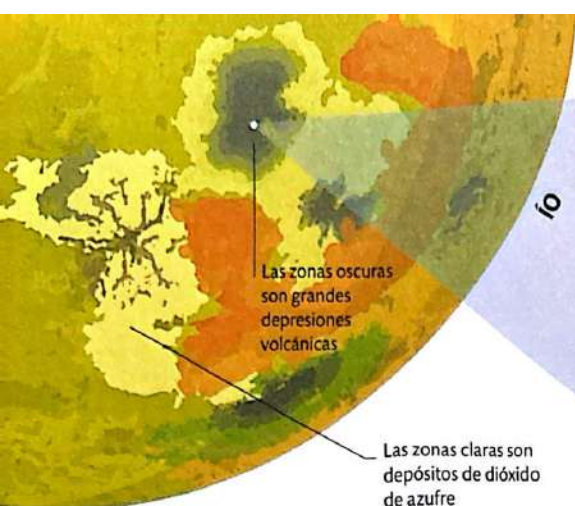 ÍO
Las zonas oscuras
son grandes
depresiones
volcánicas
Las zonas claras son
depósitos de dióxido
de azufre